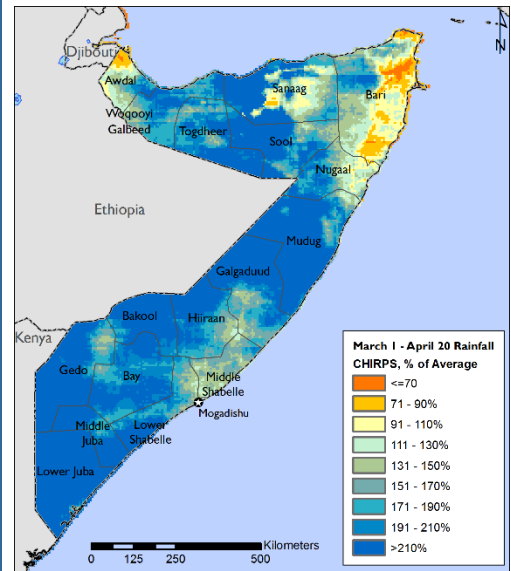 N
Djibouti
Awdal
Woqooyi
Galbeed
Togdheer
Sanaag
Bari
Sool
Nugaal
Ethiopia
Mudug
Galgaduud
Bakool
Hiiraan
Kenya
Gedo
Bay
Middle
Shabelle
Mogadishu
Middle
Juba
Lower
Shabelle
Lower Juba
March 1 - April 20 Rainfall
CHIRPS, % of Average
<=70
71 - 90%
91 - 110%
111 - 130%
131 - 150%
151 - 170%
171 - 190%
191 - 210%
>210%
Kilometers
0 125 250 500